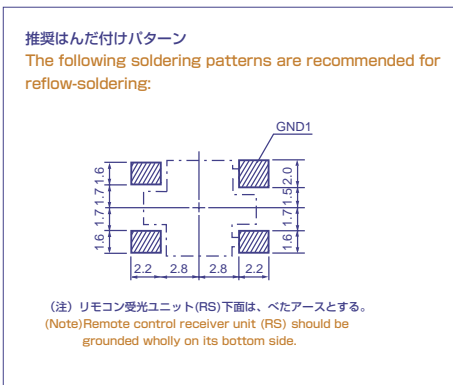 推奨はんだ付けパターン
The following soldering patterns are recommended for
reflow-soldering:
GND1
1.6
1.7
1.7
1.6
2.0
1.5
1.7
1.6
2.2
2.8
2.8
2.2
（注）リモコン受光ユニット(RS)下面は、べたアースとする。
(Note)Remote control receiver unit (RS) should be
grounded wholly on its bottom side.